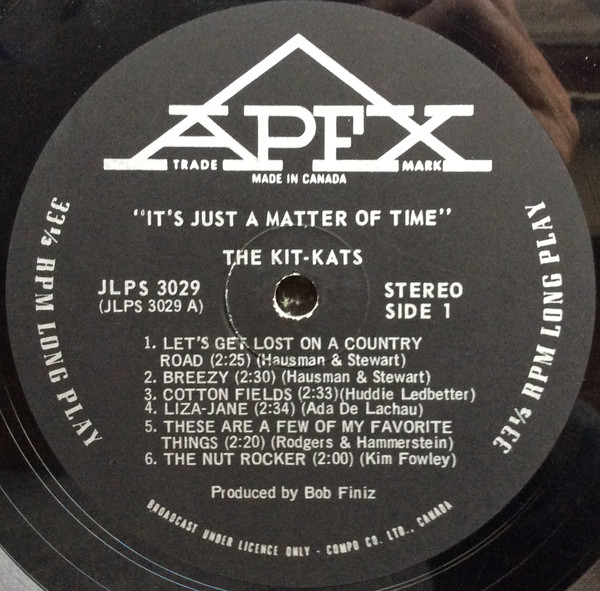 APEX
TRADE MARK
MADE IN CANADA
"IT'S JUST A MATTER OF TIME"
THE KIT-KATS
JLPS 3029
(JLPS 3029 A)
STEREO
SIDE 1
33⅓ RPM LONG PLAY
33⅓ RPM LONG PLAY
1. LET'S GET LOST ON A COUNTRY
ROAD (2:25) (Hausman & Stewart)
2. BREEZY (2:30) (Hausman & Stewart)
3. COTTON FIELDS (2:33)(Huddie Ledbetter)
4. LIZA-JANE (2:34) (Ada De Lachau)
5. THESE ARE A FEW OF MY FAVORITE
THINGS (2:20) (Rodgers & Hammerstein)
6. THE NUT ROCKER (2:00) (Kim Fowley)
Produced by Bob Finiz
BROADCAST UNDER LICENCE ONLY - COMPO CO. LTD., CANADA